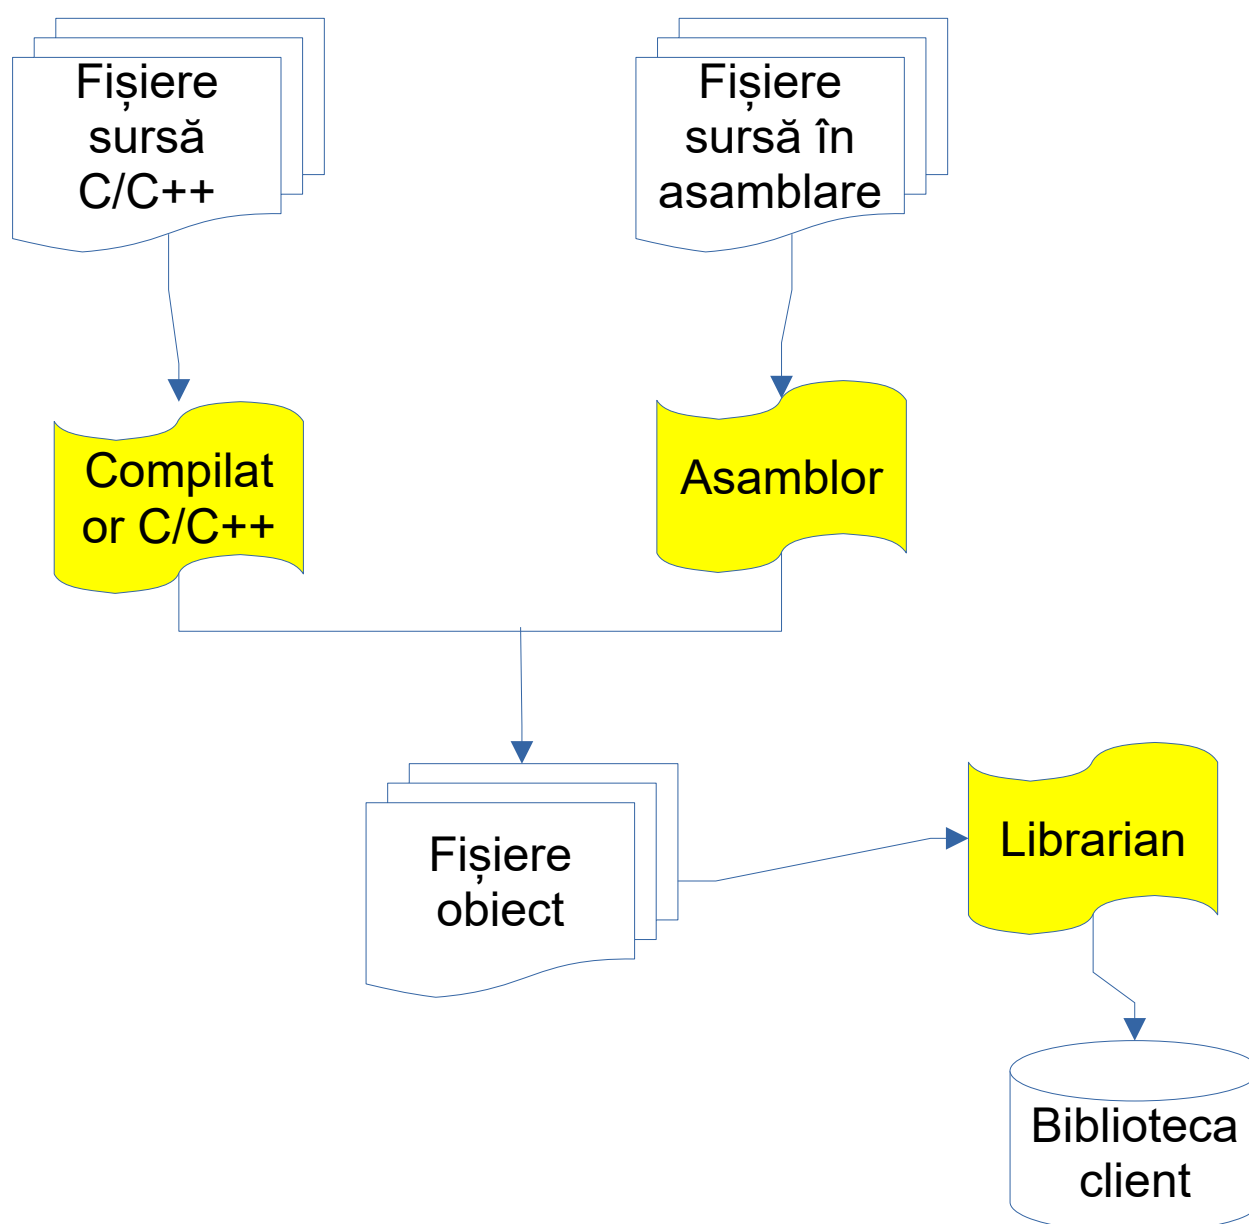 Fișiere
sursă
C/C++
Fișiere
sursă în
asamblare
Compilat
or C/C++
Asamblor
Fișiere
obiect
Librarian
Biblioteca
client